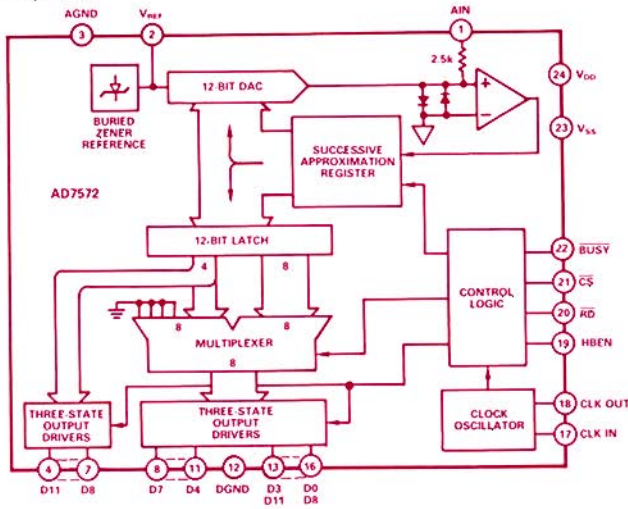 AGND
VREF
AIN
3
2
1
2.5k
24 VDD
12-BIT DAC
+
−
BURIED
ZENER
REFERENCE
23 VSS
SUCCESSIVE
APPROXIMATION
REGISTER
AD7572
12-BIT LATCH
4
8
CONTROL
LOGIC
22 B̅U̅S̅Y̅
21 C̅S̅
20 R̅D̅
19 HBEN
8
8
MULTIPLEXER
8
THREE-STATE
OUTPUT
DRIVERS
THREE-STATE
OUTPUT
DRIVERS
CLOCK
OSCILLATOR
18 CLK OUT
17 CLK IN
4
7
8
11
12
13
16
D11
D8
D7
D4
DGND
D3
D11
D0
D8